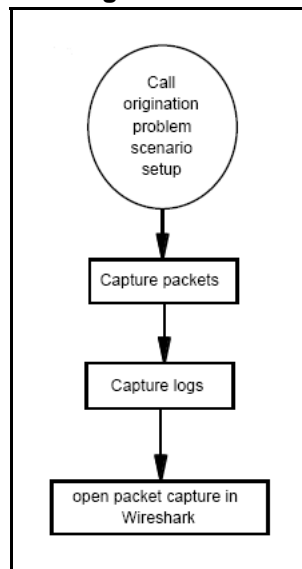 Call
origination
problem
scenario
setup
Capture packets
Capture logs
open packet capture in
Wireshark